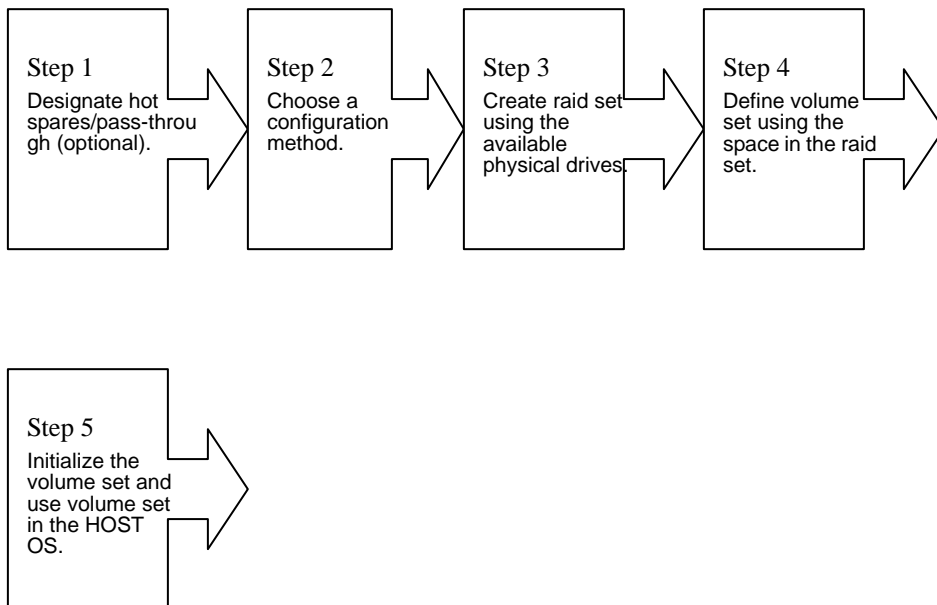 Step 1
Designate hot
spares/pass-throu
gh (optional).
Step 2
Choose a
configuration
method.
Step 3
Create raid set
using the
available
physical drives.
Step 4
Define volume
set using the
space in the raid
set.
Step 5
Initialize the
volume set and
use volume set
in the HOST
OS.